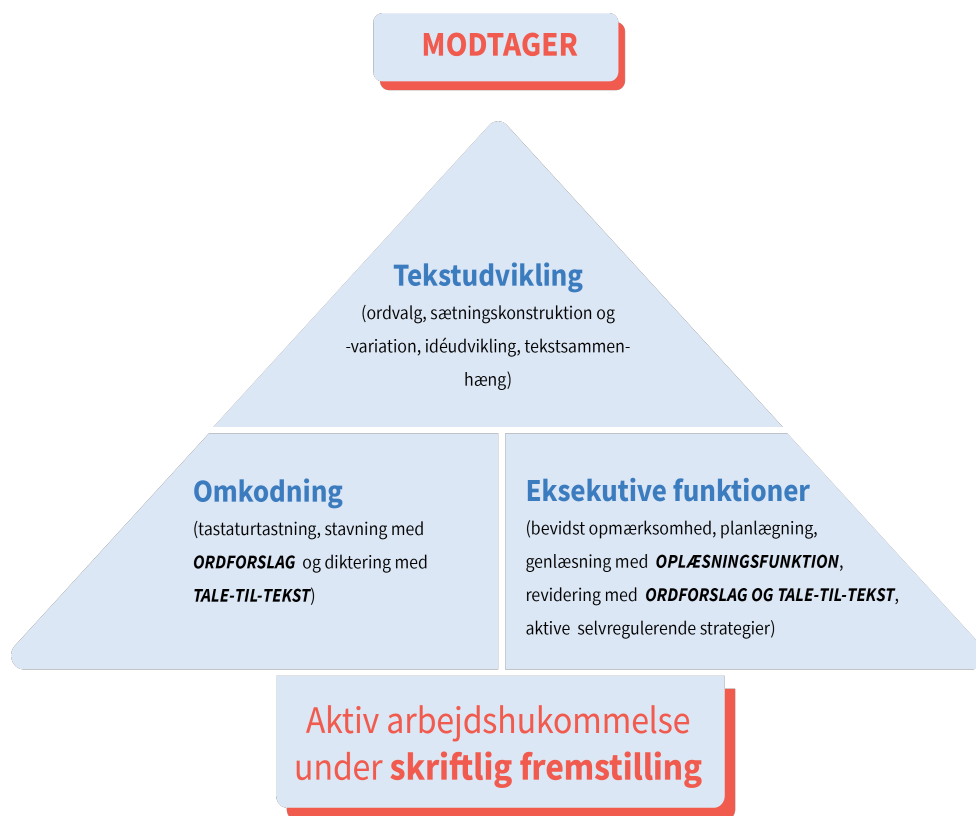 MODTAGER
Tekstudvikling
(ordvalg, sætningskonstruktion og
-variation, idéudvikling, tekstsammen-
hæng)
Omkodning
(tastaturtastning, stavning med
ORDFORSLAG og diktering med
TALE-TIL-TEKST)
Eksekutive funktioner
(bevidst opmærksomhed, planlægning,
genlæsning med OPLÆSNINGSFUNKTION,
revidering med ORDFORSLAG OG TALE-TIL-TEKST,
aktive selvregulerende strategier)
Aktiv arbejdshukommelse
under skriftlig fremstilling